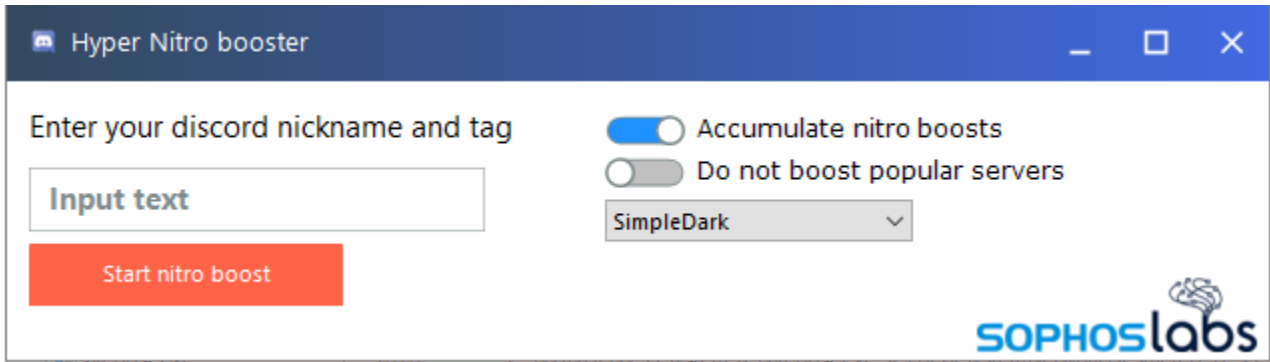 Hyper Nitro booster
Enter your discord nickname and tag
Input text
Start nitro boost
Accumulate nitro boosts
Do not boost popular servers
SimpleDark
SOPHOSlabs